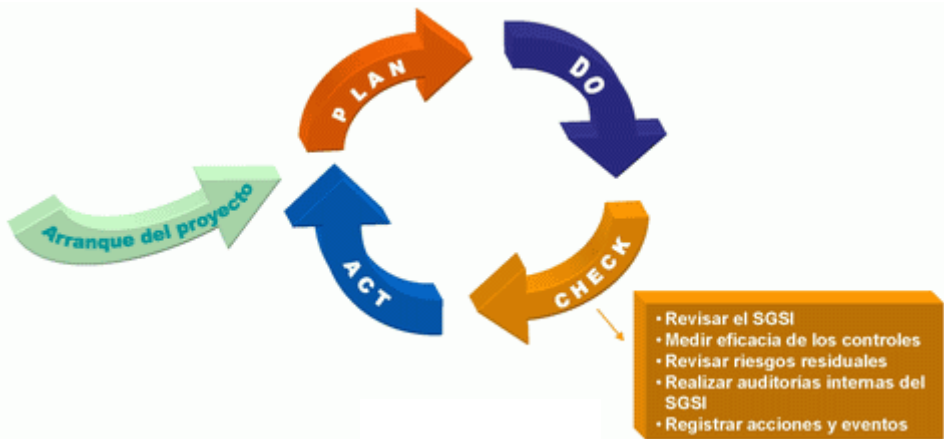 PLAN
DO
Arranque del proyecto
ACT
CHECK
• Revisar el SGSI
• Medir eficacia de los controles
• Revisar riesgos residuales
• Realizar auditorías internas del
SGSI
• Registrar acciones y eventos